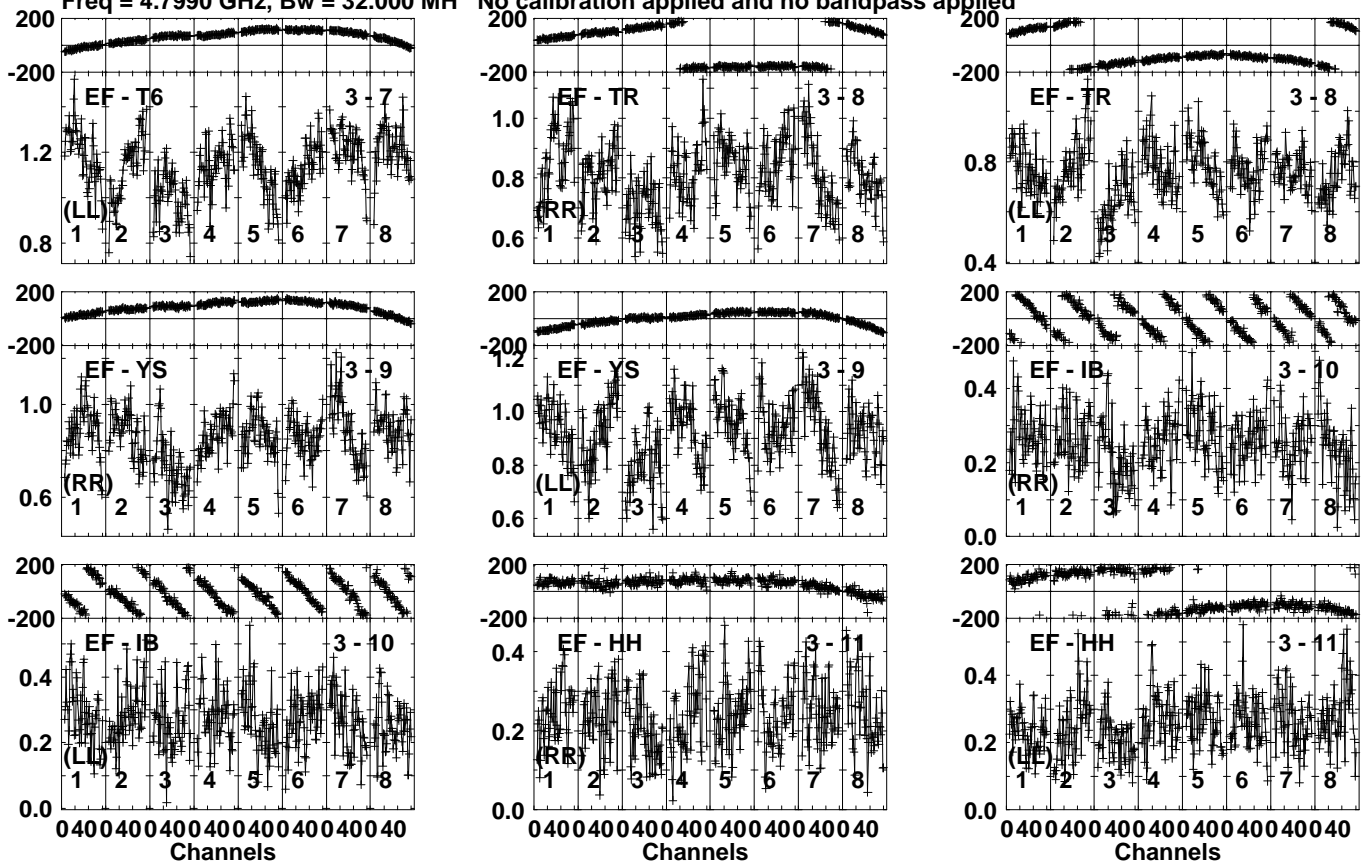 Freq = 4.7990 GHz, Bw = 32.000 MH No calibration applied and no bandpass applied
200 200 200
-200 -200 -200
EF - T6 3 - 7 EF - TR 3 - 8 EF - TR 3 - 8
1.2 1.0 0.8
0.8
(LL) (RR) (LL)
1 2 3 4 5 6 7 8 1 2 3 4 5 6 7 8 1 2 3 4 5 6 7 8
0.8 0.6 0.4
200 200 200
-200 -200 -200
1.2
EF - YS 3 - 9 EF - YS 3 - 9 EF - IB 3 - 10
1.0 1.0 0.4
0.8 0.2
(RR) (LL) (RR)
0.6 0.6 0.0
1 2 3 4 5 6 7 8 1 2 3 4 5 6 7 8 1 2 3 4 5 6 7 8
200 200 200
-200 -200 -200
EF - IB 3 - 10 EF - HH 3 - 11 EF - HH 3 - 11
0.4 0.4 0.4
0.2 0.2 0.2
(LL) (RR) (LL)
1 2 3 4 5 6 7 8 1 2 3 4 5 6 7 8 1 2 3 4 5 6 7 8
0.0 0.0 0.0
0 40 0 40 0 40 0 40 0 40 0 40 0 40 0 40 0 40 0 40 0 40 0 40 0 40 0 40 0 40 0 40 0 40 0 40 0 40 0 40 0 40 0 40 0 40 0 40
Channels Channels Channels